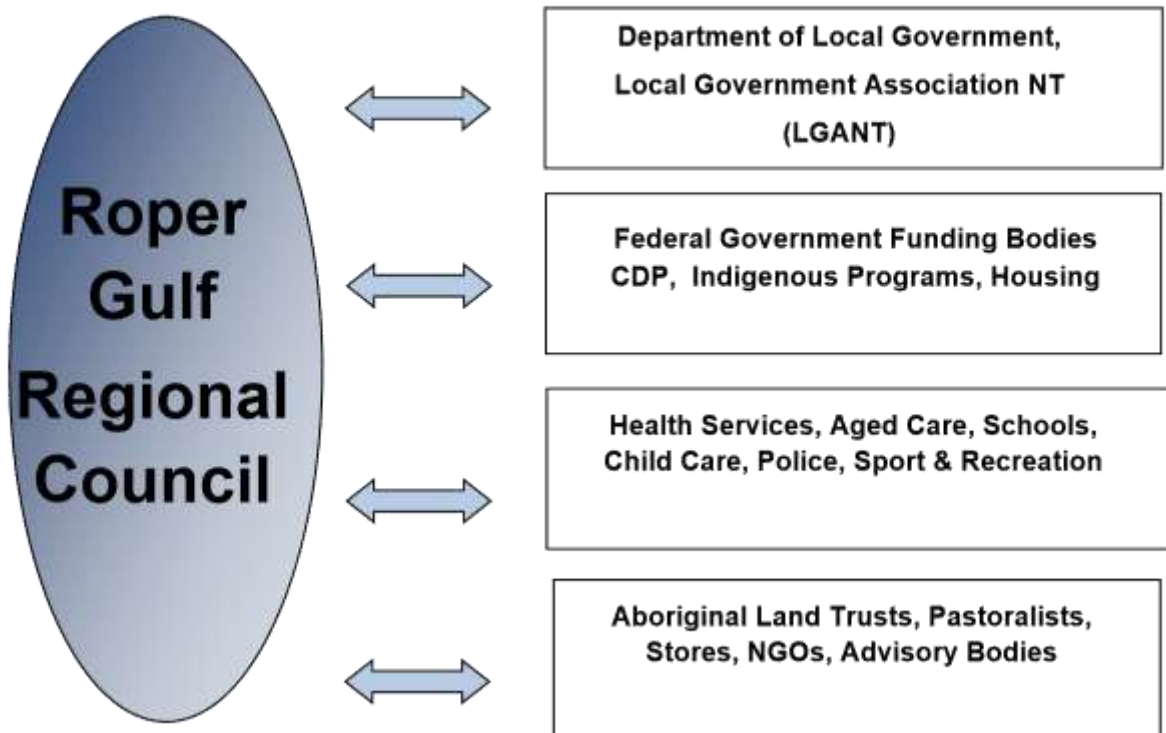 Roper
Gulf
Regional
Council
Department of Local Government,
Local Government Association NT
(LGANT)
Federal Government Funding Bodies
CDP, Indigenous Programs, Housing
Health Services, Aged Care, Schools,
Child Care, Police, Sport & Recreation
Aboriginal Land Trusts, Pastoralists,
Stores, NGOs, Advisory Bodies